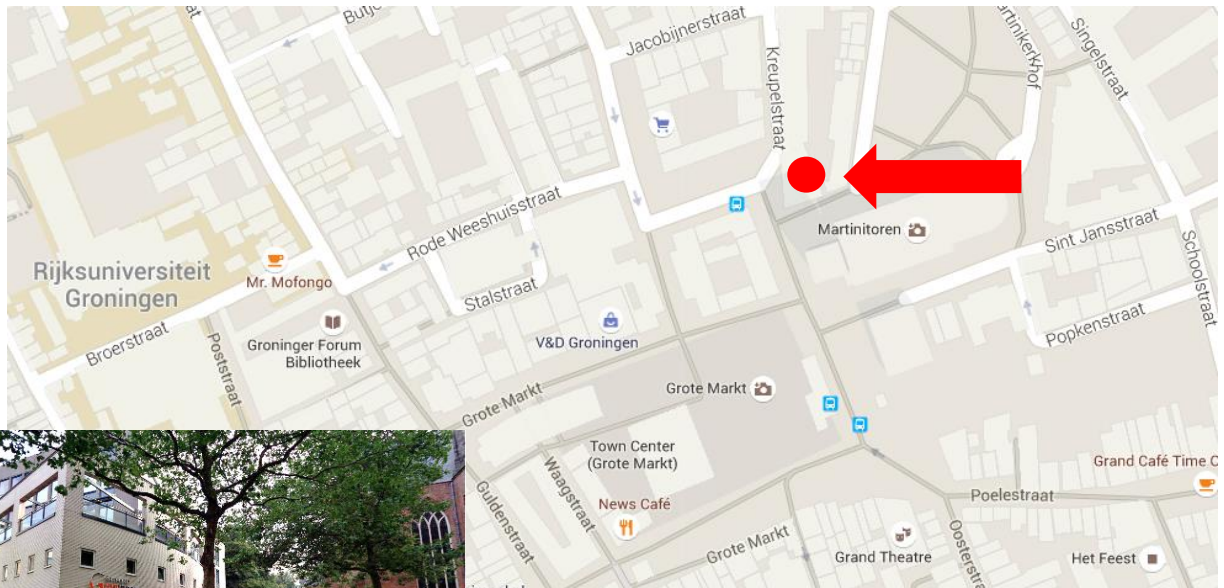 Butje
Jacobijnerstraat
Kreupelstraat
Martinikerkhof
Singelstraat
Rode Weeshuisstraat
Martinitoren
Sint Jansstraat
Schoolstraat
Rijksuniversiteit
Groningen
Mr. Mofongo
Stalstraat
Popkenstraat
Broerstraat
Poststraat
Groninger Forum
Bibliotheek
V&D Groningen
Grote Markt
Grote Markt
Town Center
(Grote Markt)
Waagstraat
Guldenstraat
News Café
Grote Markt
Grand Theatre
Poelestraat
Oosterstra
Grand Café Time C
Het Feest